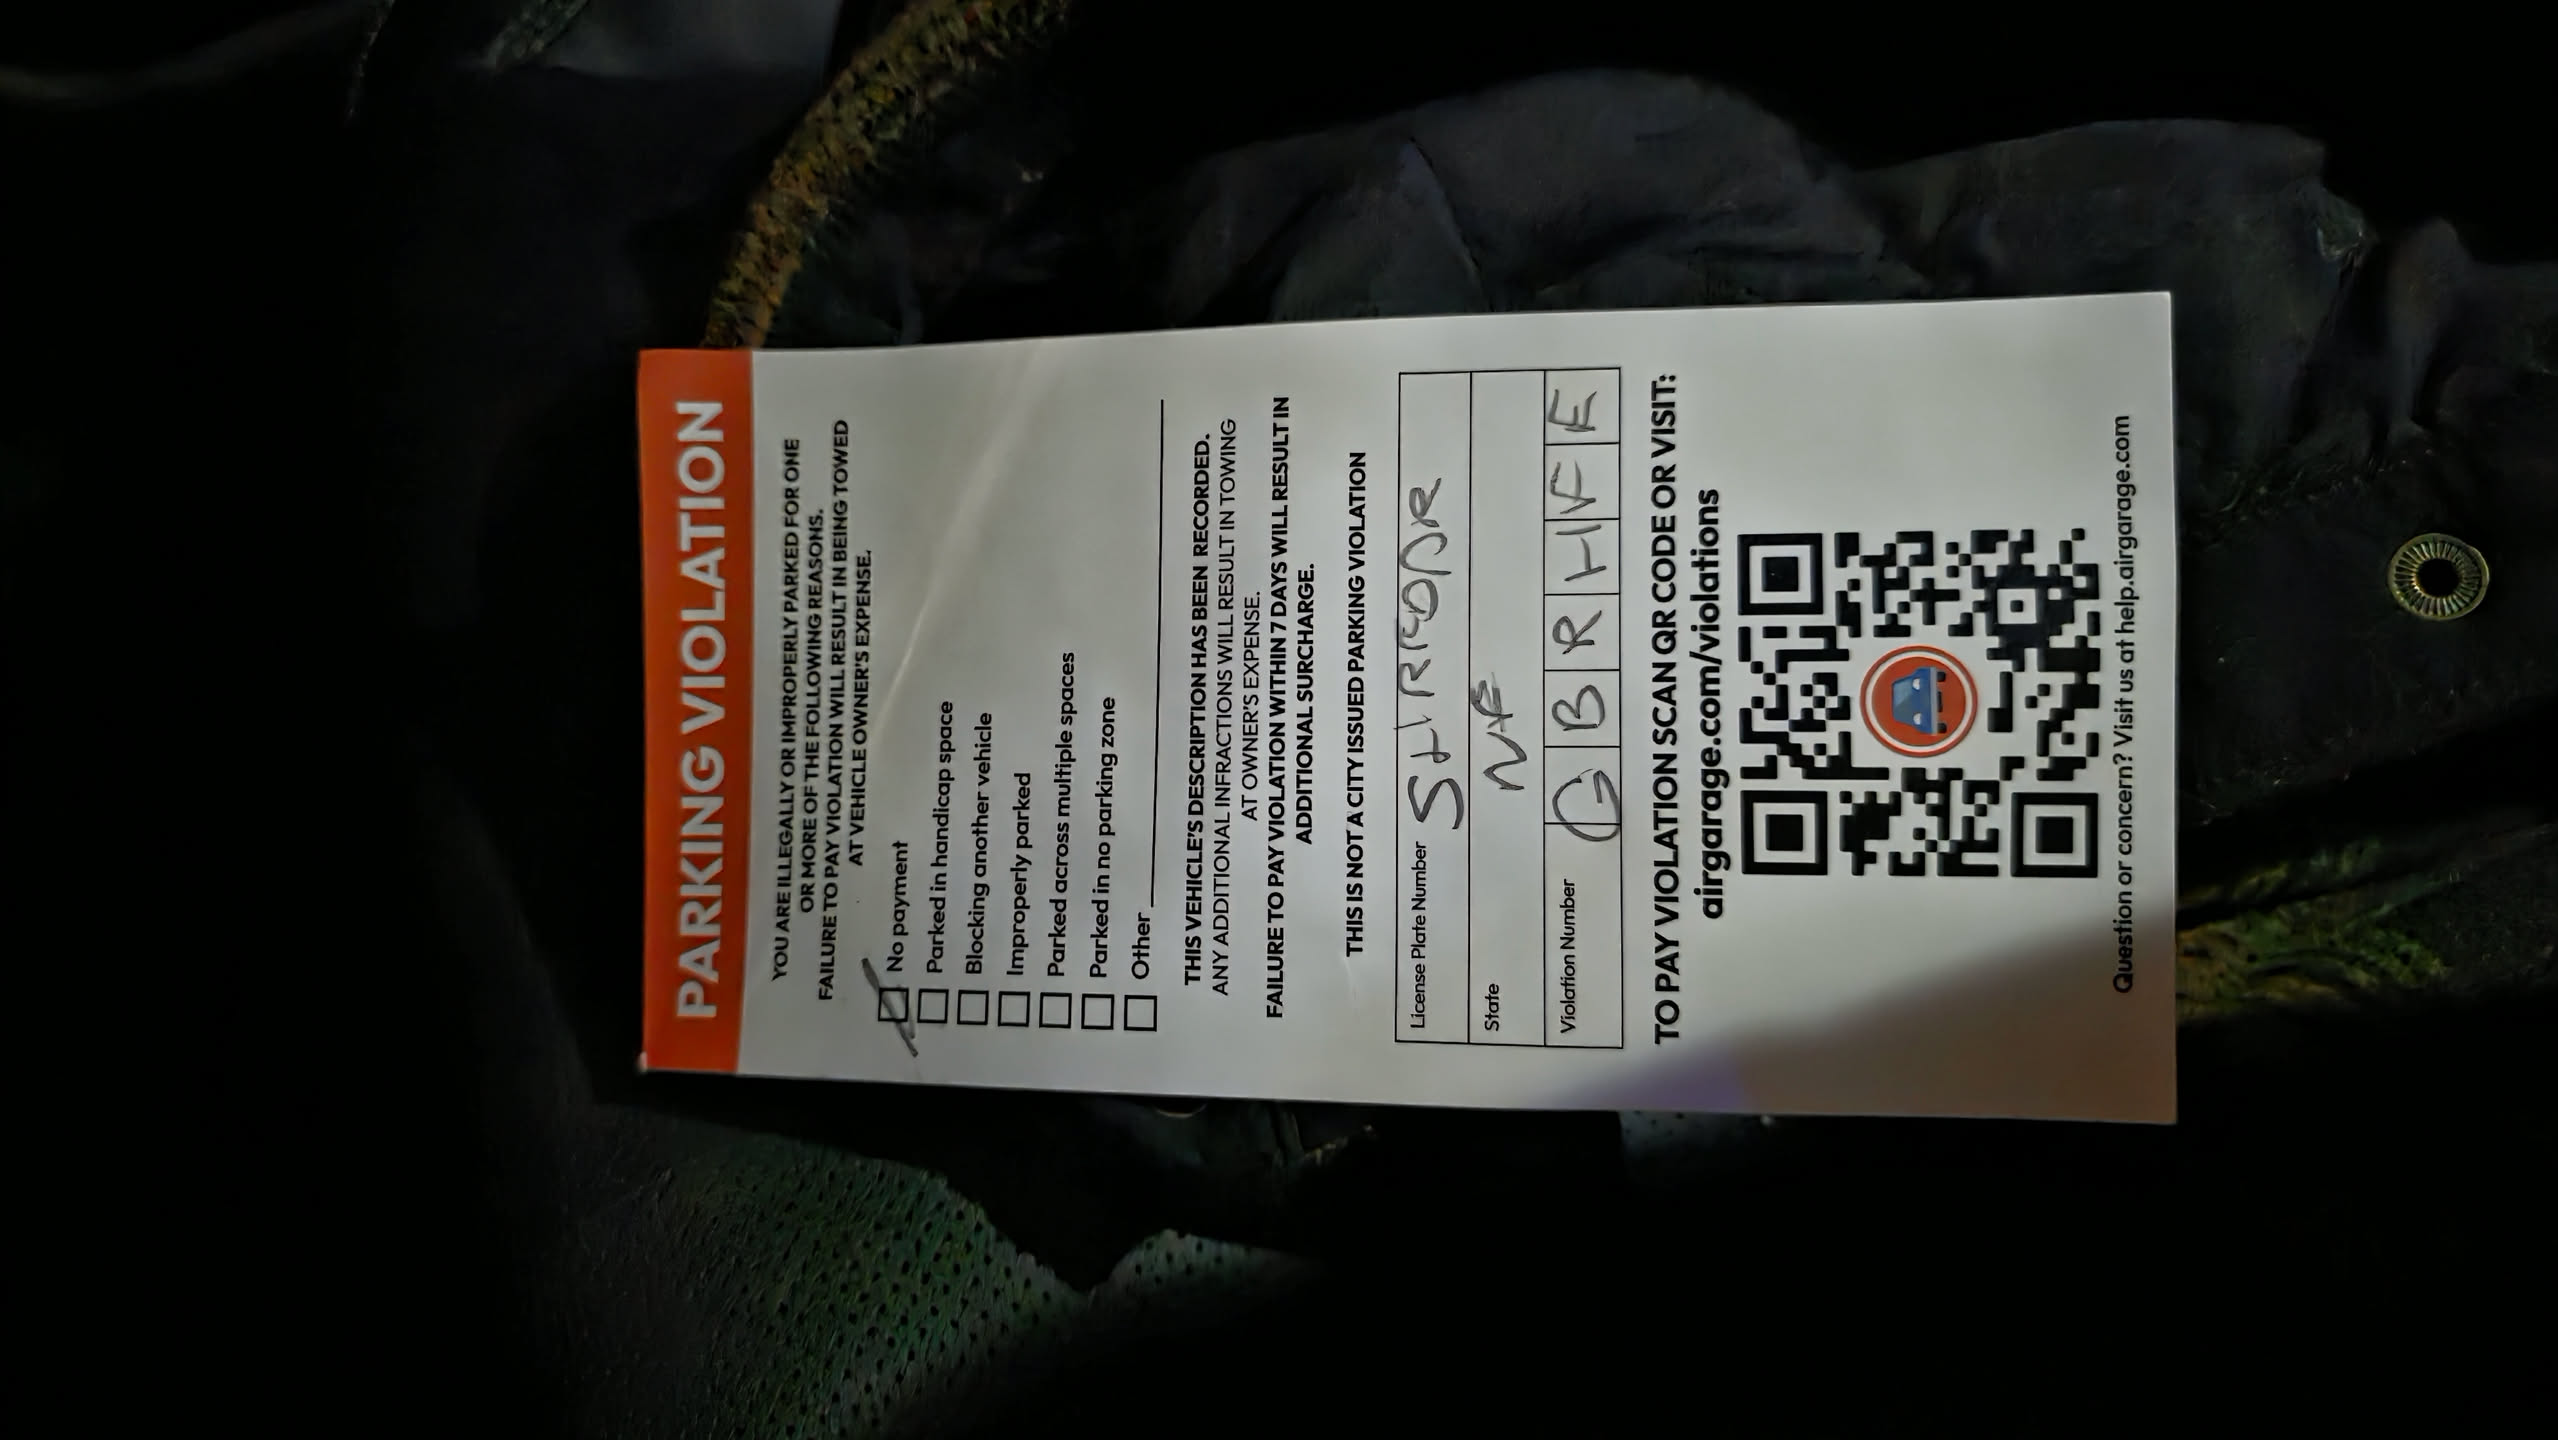 PARKING VIOLATION
YOU ARE ILLEGALLY OR IMPROPERLY PARKED FOR ONE
OR MORE OF THE FOLLOWING REASONS.
FAILURE TO PAY VIOLATION WILL RESULT IN BEING TOWED
AT VEHICLE OWNER'S EXPENSE.
No payment
Parked in handicap space
Blocking another vehicle
Improperly parked
Parked across multiple spaces
Parked in no parking zone
Other
THIS VEHICLE'S DESCRIPTION HAS BEEN RECORDED.
ANY ADDITIONAL INFRACTIONS WILL RESULT IN TOWING
AT OWNER'S EXPENSE.
FAILURE TO PAY VIOLATION WITHIN 7 DAYS WILL RESULT IN
ADDITIONAL SURCHARGE.
THIS IS NOT A CITY ISSUED PARKING VIOLATION
License Plate Number
State
Violation Number G B R H F E
TO PAY VIOLATION SCAN QR CODE OR VISIT:
airgarage.com/violations
Question or concern? Visit us at help.airgarage.com